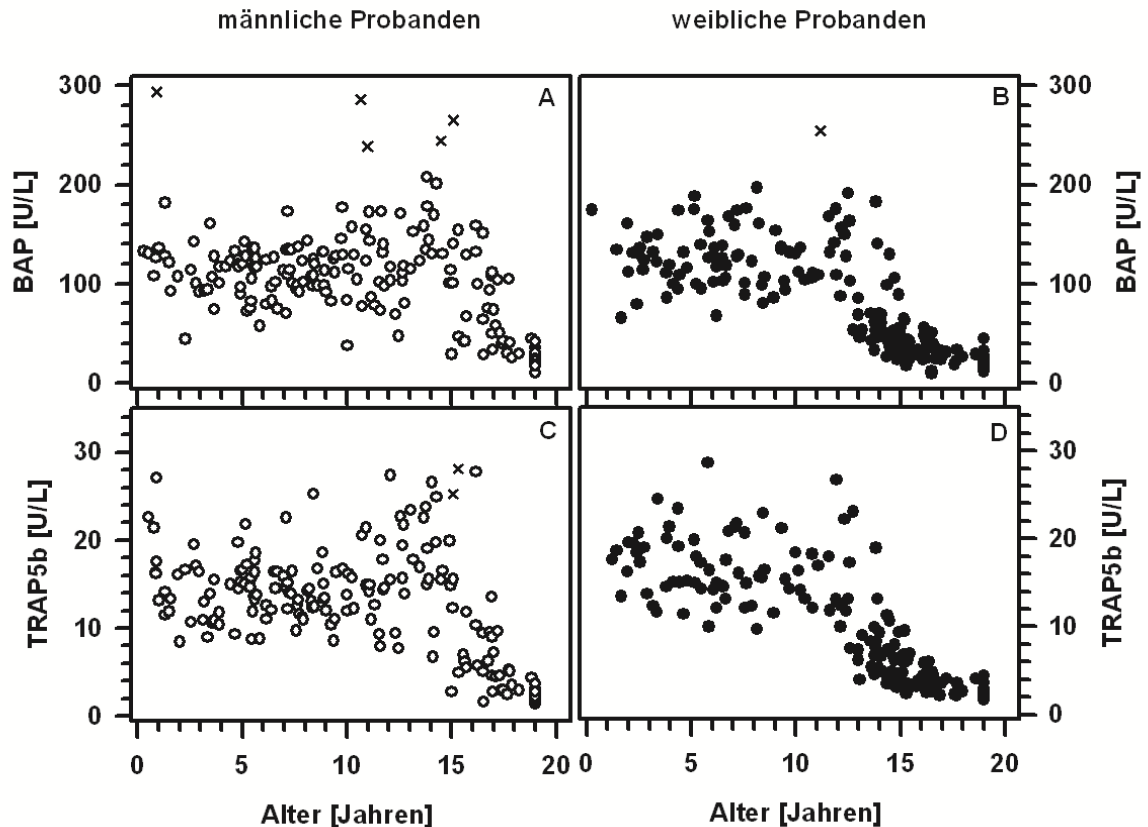 männliche Probanden weibliche Probanden
A B
300 300
200 200
100 100
0 0
BAP [U/L] BAP [U/L]
C D
30 30
20 20
10 10
0 0
TRAP5b [U/L] TRAP5b [U/L]
0 5 10 15 20 0 5 10 15 20
Alter [Jahren] Alter [Jahren]